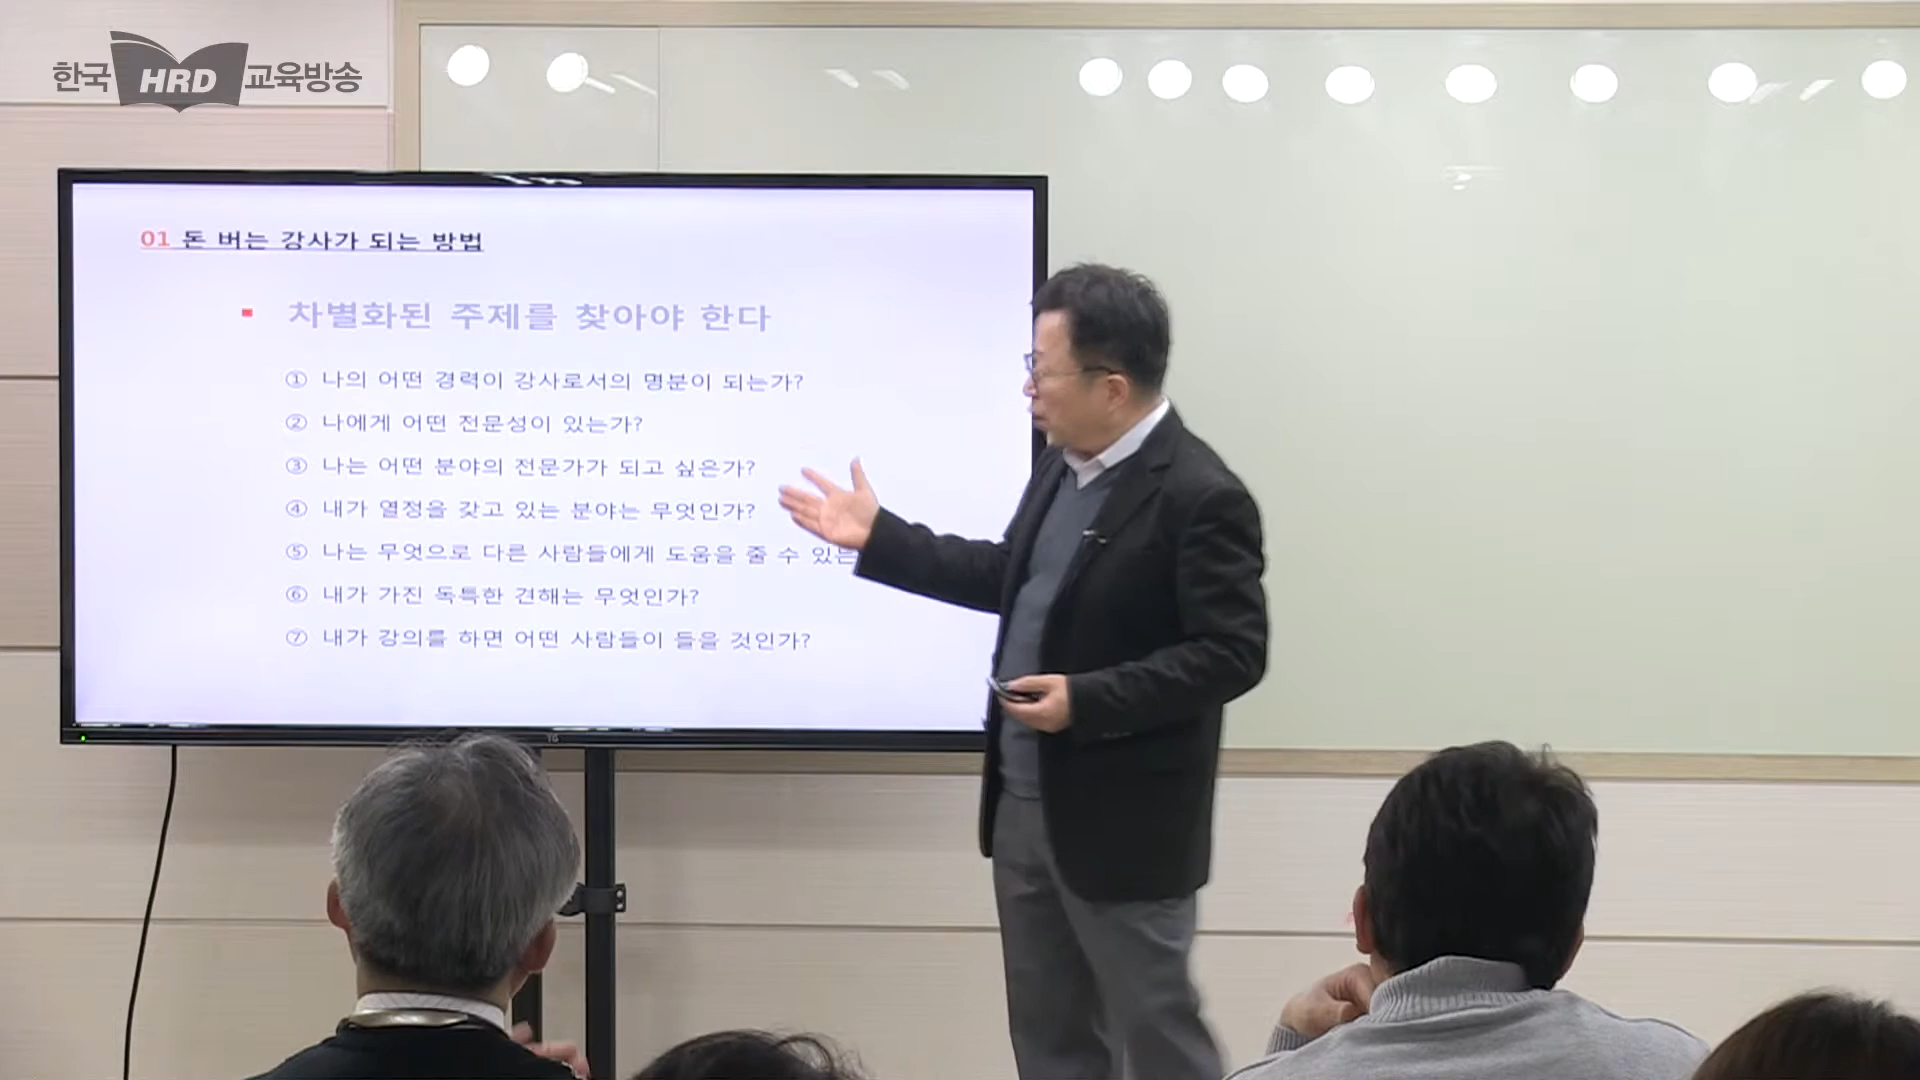 한국 HRD 교육방송
01 돈 버는 강사가 되는 방법
▪ 차별화된 주제를 찾아야 한다
① 나의 어떤 경력이 강사로서의 명분이 되는가?
② 나에게 어떤 전문성이 있는가?
③ 나는 어떤 분야의 전문가가 되고 싶은가?
④ 내가 열정을 갖고 있는 분야는 무엇인가?
⑤ 나는 무엇으로 다른 사람들에게 도움을 줄 수 있는
⑥ 내가 가진 독특한 견해는 무엇인가?
⑦ 내가 강의를 하면 어떤 사람들이 들을 것인가?
TG